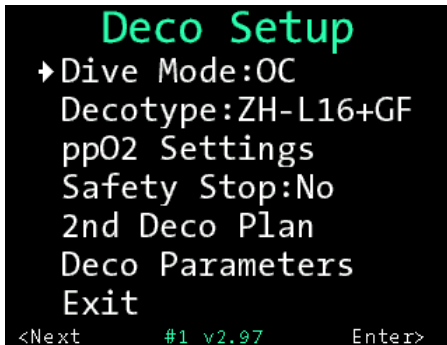 Deco Setup
Dive Mode:OC
Decotype:ZH-L16+GF
ppO2 Settings
Safety Stop:No
2nd Deco Plan
Deco Parameters
Exit
<Next #1 v2.97 Enter>